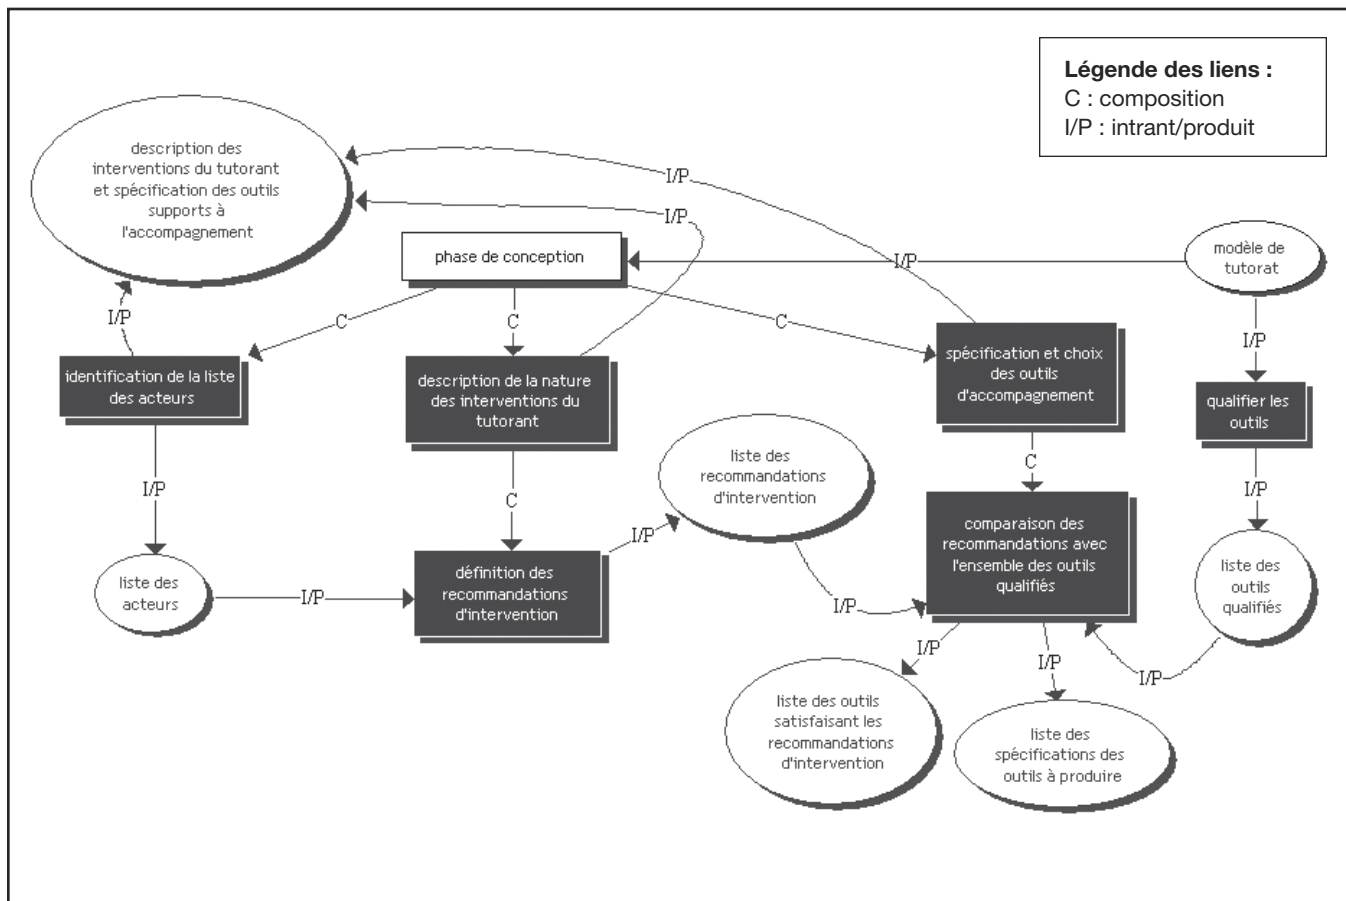 Légende des liens :
C : composition
I/P : intrant/produit
description des
interventions du tutorant
et spécification des outils
supports à
l'accompagnement
I/P
I/P
phase de conception
I/P
modèle de
tutorat
I/P
C
C
C
I/P
identification de la liste
des acteurs
description de la nature
des interventions du
tutorant
spécification et choix
des outils
d'accompagnement
qualifier les
outils
I/P
C
liste des
recommandations
d'intervention
C
I/P
I/P
liste des
acteurs
I/P
définition des
recommandations
d'intervention
I/P
comparaison des
recommandations avec
l'ensemble des outils
qualifiés
liste des
outils
qualifiés
I/P
I/P
I/P
liste des outils
satisfaisant les
recommandations
d'intervention
liste des
spécifications des
outils à produire